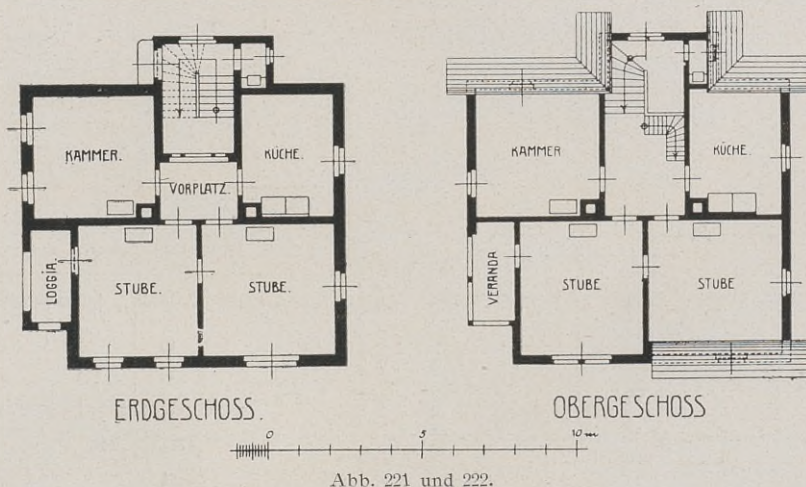 KAMMER.
KÜCHE.
VORPLATZ.
LOGGIA.
STUBE.
STUBE.
ERDGESCHOSS.
KAMMER
KÜCHE.
VERANDA
STUBE
STUBE
OBERGESCHOSS
0 5 10 m
Abb. 221 und 222.